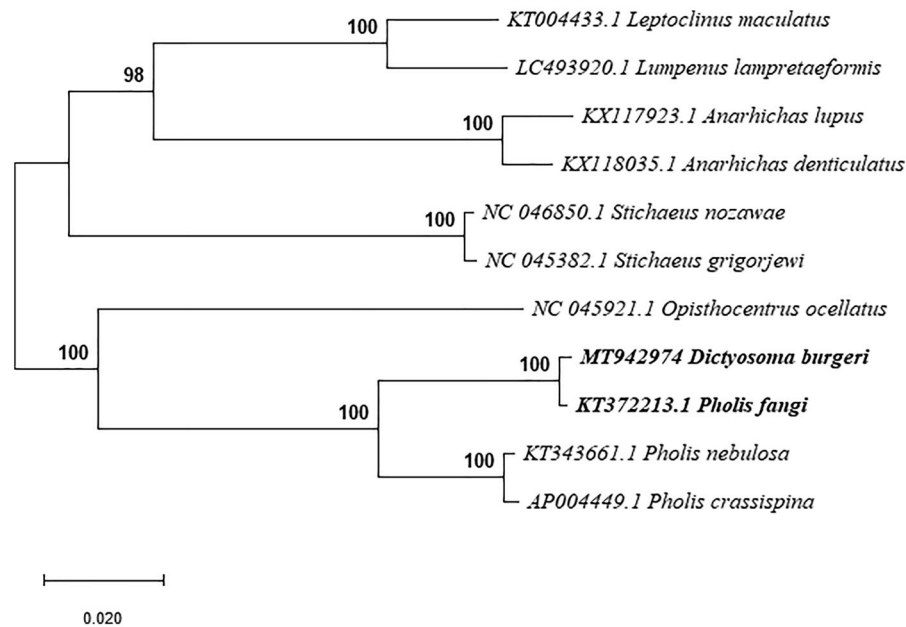 100
KT004433.1 Leptoclinus maculatus
98
LC493920.1 Lumpenus lampretaeformis
100
KX117923.1 Anarhichas lupus
KX118035.1 Anarhichas denticulatus
100
NC 046850.1 Stichaeus nozawae
NC 045382.1 Stichaeus grigorjewi
NC 045921.1 Opisthocentrus ocellatus
100
100
MT942974 Dictyosoma burgeri
100
KT372213.1 Pholis fangi
100
KT343661.1 Pholis nebulosa
AP004449.1 Pholis crassispina
0.020